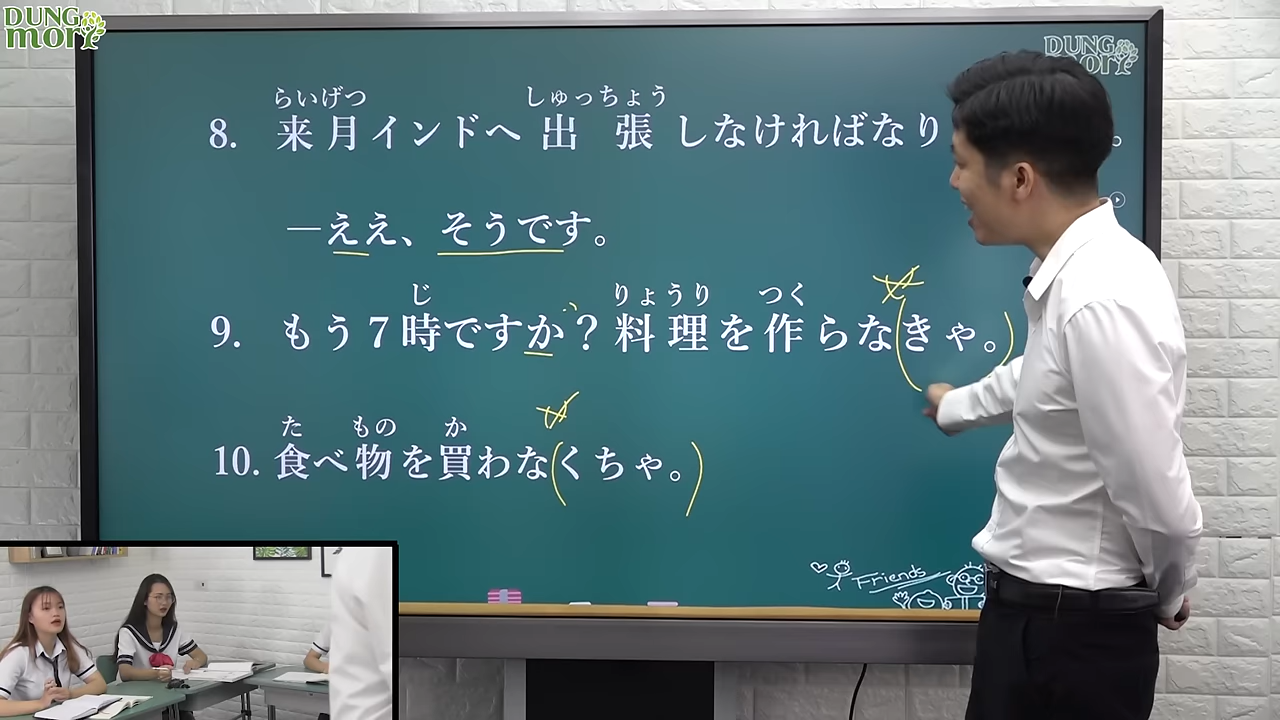 DUNG
mori
DUNG
mori
らいげつ しゅっちょう
8. 来月インドへ出張しなければなり 。
―ええ、そうです。
じ りょうり つく
9. もう7時ですか?料理を作らな(きゃ。)
た もの か
10. 食べ物を買わな(くちゃ。)
Friends